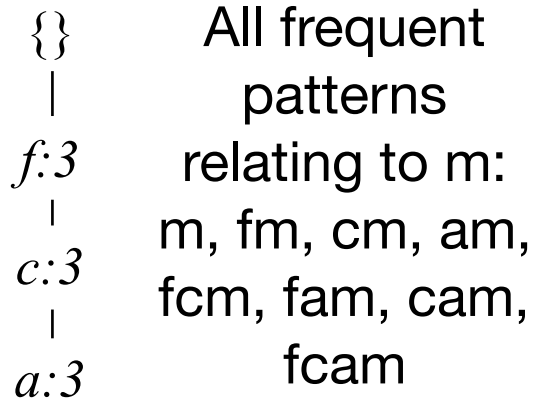 {}
f:3
c:3
a:3
All frequent
patterns
relating to m:
m, fm, cm, am,
fcm, fam, cam,
fcam